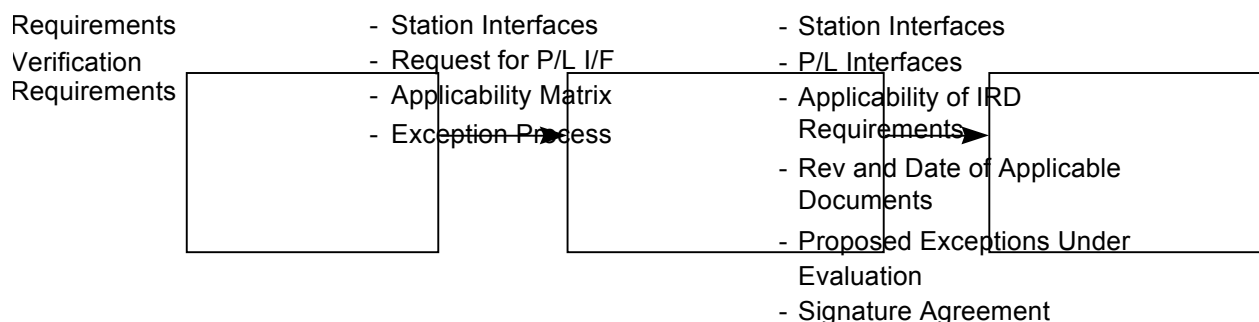 Requirements
Verification
Requirements
- Station Interfaces
- Request for P/L I/F
- Applicability Matrix
- Exception Process
- Station Interfaces
- P/L Interfaces
- Applicability of IRD
Requirements
- Rev and Date of Applicable
Documents
- Proposed Exceptions Under
Evaluation
- Signature Agreement